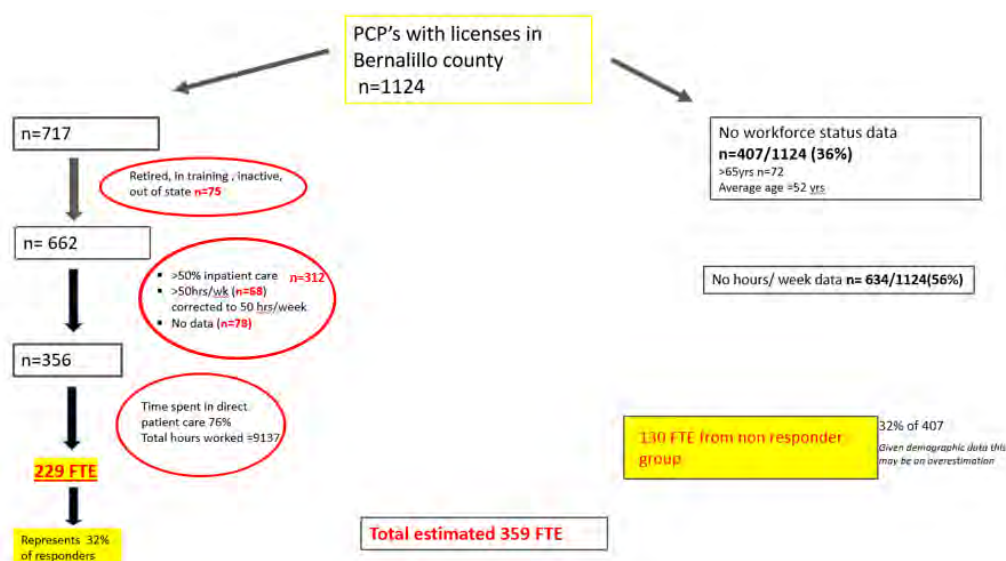 PCP's with licenses in
Bernalillo county
n=1124
n=717
No workforce status data
n=407/1124 (36%)
>65yrs n=72
Average age =52 yrs
Retired, in training , inactive,
out of state n=75
n= 662
>50% inpatient care n=312
>50hrs/wk (n=68)
corrected to 50 hrs/week
No data (n=78)
No hours/ week data n= 634/1124(56%)
n=356
Time spent in direct
patient care 76%
Total hours worked =9137
130 FTE from non responder
group
32% of 407
Given demographic data this
may be an overestimation
229 FTE
Total estimated 359 FTE
Represents 32%
of responders